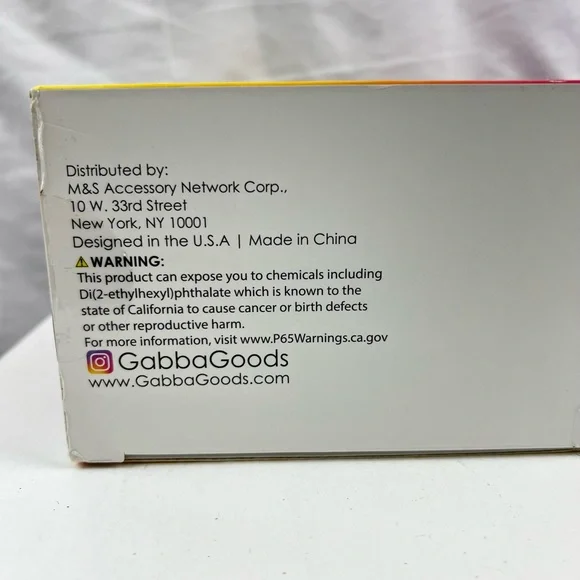 Distributed by:
M&S Accessory Network Corp.,
10 W. 33rd Street
New York, NY 10001
Designed in the U.S.A | Made in China
WARNING:
This product can expose you to chemicals including
Di(2-ethylhexyl)phthalate which is known to the
state of California to cause cancer or birth defects
or other reproductive harm.
For more information, visit www.P65Warnings.ca.gov
GabbaGoods
www.GabbaGoods.com